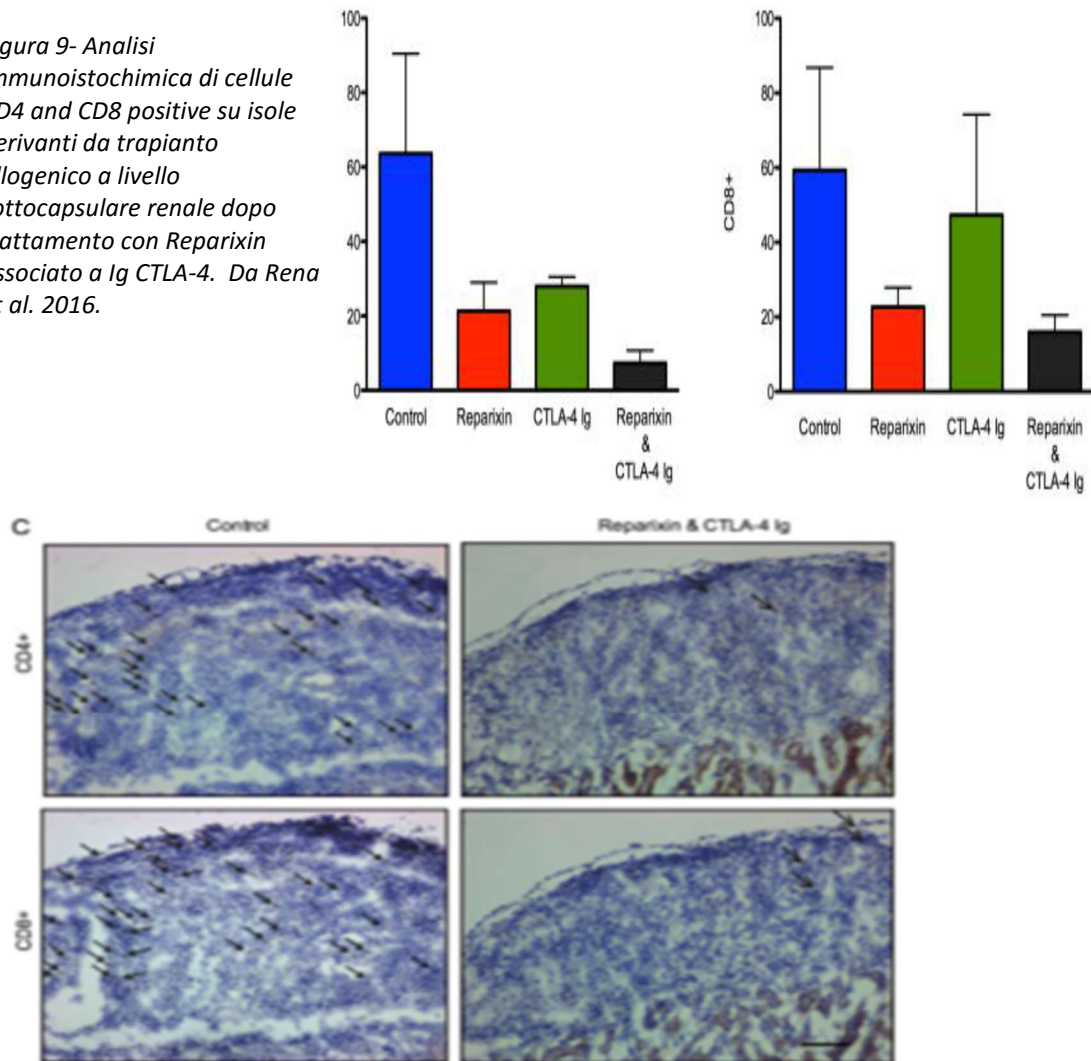 gura 9- Analisi
mmunoistochimica di cellule
D4 and CD8 positive su isole
erivanti da trapianto
llogenico a livello
ottocapsulare renale dopo
attamento con Reparixin
ssociato a Ig CTLA-4. Da Rena
t al. 2016.
100
80
60
40
20
0
Control
Reparixin
CTLA-4 Ig
Reparixin
&
CTLA-4 Ig
CD8+
100
80
60
40
20
0
Control
Reparixin
CTLA-4 Ig
Reparixin
&
CTLA-4 Ig
C
Control
Reparixin & CTLA-4 Ig
CD4+
CD8+